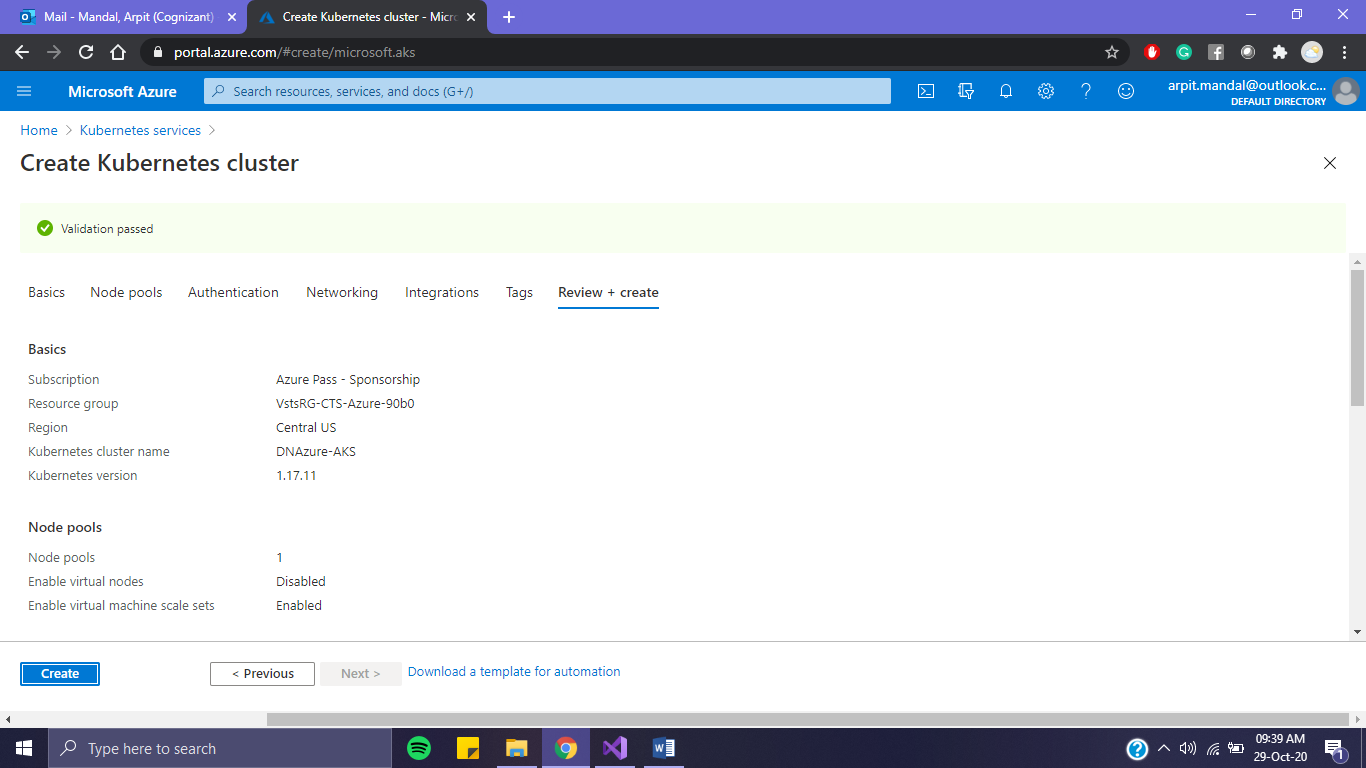 Mail - Mandal, Arpit (Cognizant)
Create Kubernetes cluster - Micr
portal.azure.com/#create/microsoft.aks
Microsoft Azure
Search resources, services, and docs (G+/)
arpit.mandal@outlook.c...
DEFAULT DIRECTORY
Home > Kubernetes services >
Create Kubernetes cluster
Validation passed
Basics Node pools Authentication Networking Integrations Tags Review + create
Basics
Subscription Azure Pass - Sponsorship
Resource group VstsRG-CTS-Azure-90b0
Region Central US
Kubernetes cluster name DNAzure-AKS
Kubernetes version 1.17.11
Node pools
Node pools 1
Enable virtual nodes Disabled
Enable virtual machine scale sets Enabled
Create < Previous Next > Download a template for automation
Type here to search
09:39 AM
29-Oct-20
1